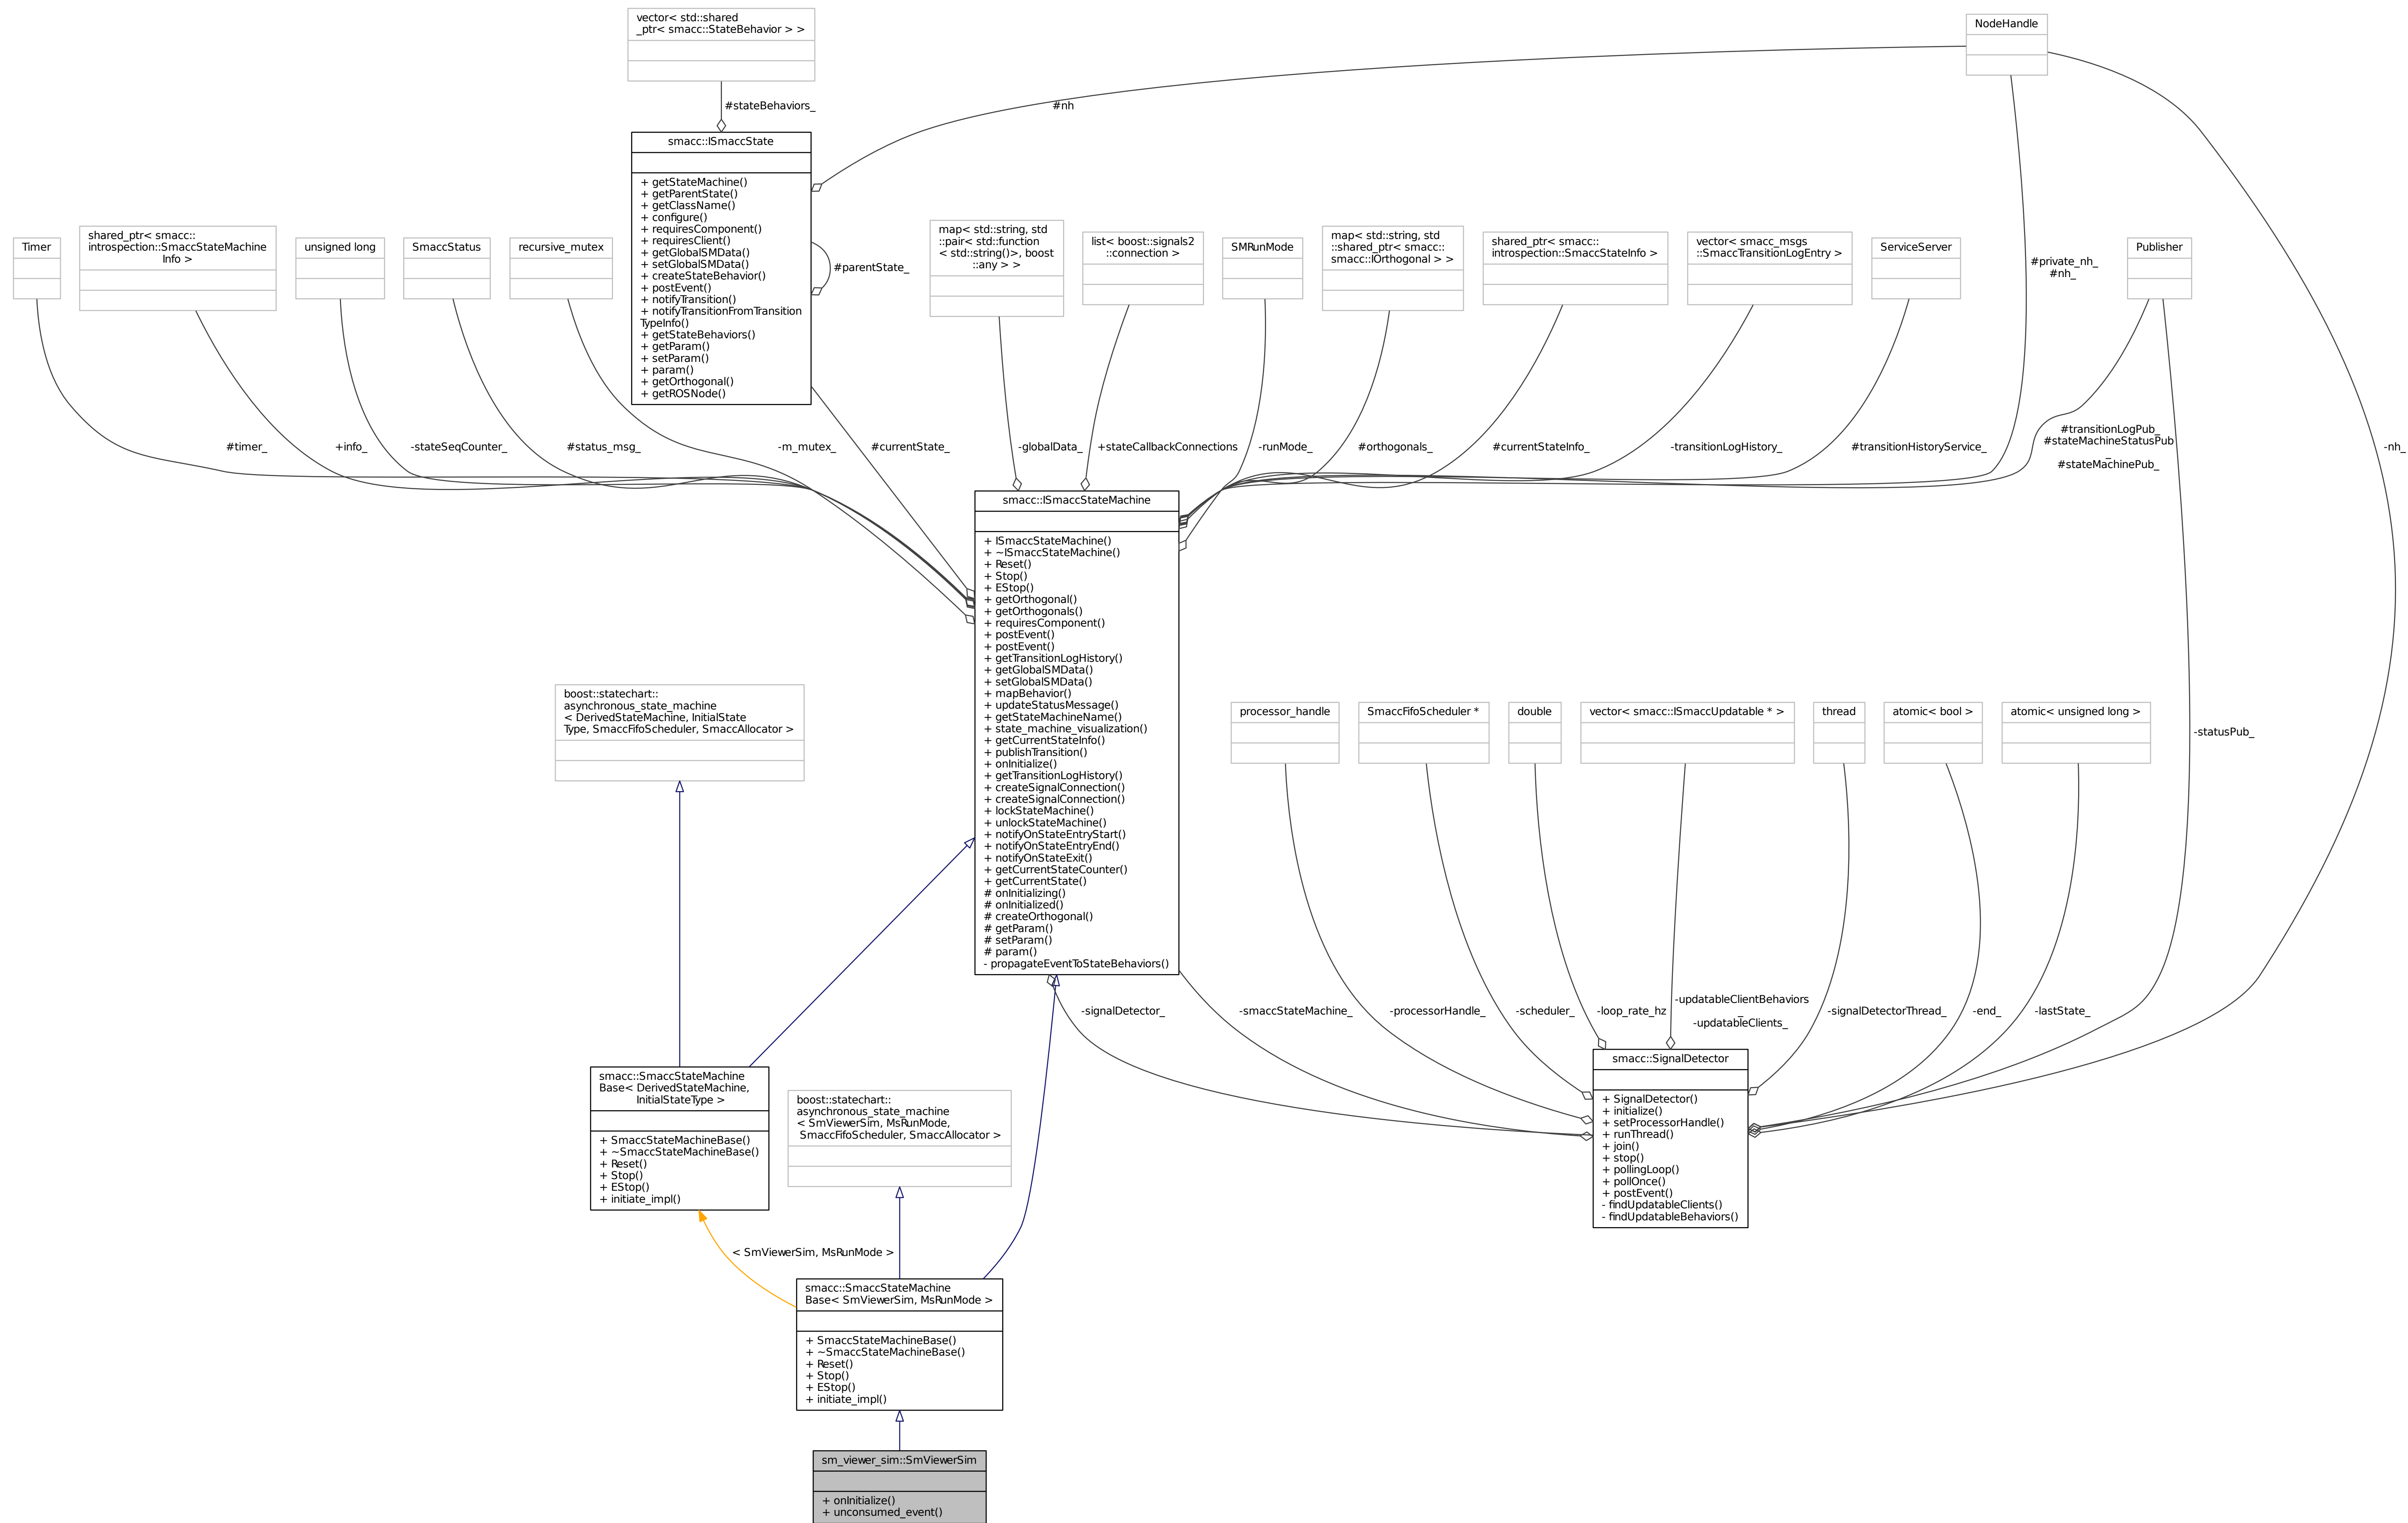 vector< std::shared
_ptr< smacc::StateBehavior > >
NodeHandle
#stateBehaviors_
#nh
smacc::ISmaccState
+ getStateMachine()
+ getParentState()
+ getClassName()
+ configure()
+ requiresComponent()
+ requiresClient()
+ getGlobalSMData()
+ setGlobalSMData()
+ createStateBehavior()
+ postEvent()
+ notifyTransition()
+ notifyTransitionFromTransition
TypeInfo()
+ getStateBehaviors()
+ getParam()
+ setParam()
+ param()
+ getOrthogonal()
+ getROSNode()
#parentState_
Timer
shared_ptr< smacc::
introspection::SmaccStateMachine
Info >
unsigned long
SmaccStatus
recursive_mutex
map< std::string, std
::pair< std::function
< std::string()>, boost
::any > >
list< boost::signals2
::connection >
SMRunMode
map< std::string, std
::shared_ptr< smacc::
smacc::IOrthogonal > >
shared_ptr< smacc::
introspection::SmaccStateInfo >
vector< smacc_msgs
::SmaccTransitionLogEntry >
ServiceServer
#private_nh_
#nh_
Publisher
#timer_
+info_
-stateSeqCounter_
#status_msg_
-m_mutex_
#currentState_
-globalData_
+stateCallbackConnections
-runMode_
#orthogonals_
#currentStateInfo_
-transitionLogHistory_
#transitionHistoryService_
#transitionLogPub_
#stateMachineStatusPub
_
#stateMachinePub_
-nh_
smacc::ISmaccStateMachine
+ ISmaccStateMachine()
+ ~ISmaccStateMachine()
+ Reset()
+ Stop()
+ EStop()
+ getOrthogonal()
+ getOrthogonals()
+ requiresComponent()
+ postEvent()
+ postEvent()
+ getTransitionLogHistory()
+ getGlobalSMData()
+ setGlobalSMData()
+ mapBehavior()
+ updateStatusMessage()
+ getStateMachineName()
+ state_machine_visualization()
+ getCurrentStateInfo()
+ publishTransition()
+ onInitialize()
+ getTransitionLogHistory()
+ createSignalConnection()
+ createSignalConnection()
+ lockStateMachine()
+ unlockStateMachine()
+ notifyOnStateEntryStart()
+ notifyOnStateEntryEnd()
+ notifyOnStateExit()
+ getCurrentStateCounter()
+ getCurrentState()
# onInitializing()
# onInitialized()
# createOrthogonal()
# getParam()
# setParam()
# param()
- propagateEventToStateBehaviors()
boost::statechart::
asynchronous_state_machine
< DerivedStateMachine, InitialState
Type, SmaccFifoScheduler, SmaccAllocator >
processor_handle
SmaccFifoScheduler *
double
vector< smacc::ISmaccUpdatable * >
thread
atomic< bool >
atomic< unsigned long >
-statusPub_
-signalDetector_
-smaccStateMachine_
-processorHandle_
-scheduler_
-loop_rate_hz
-updatableClientBehaviors
_
-updatableClients_
-signalDetectorThread_
-end_
-lastState_
smacc::SignalDetector
+ SignalDetector()
+ initialize()
+ setProcessorHandle()
+ runThread()
+ join()
+ stop()
+ pollingLoop()
+ pollOnce()
+ postEvent()
- findUpdatableClients()
- findUpdatableBehaviors()
smacc::SmaccStateMachine
Base< DerivedStateMachine,
InitialStateType >
+ SmaccStateMachineBase()
+ ~SmaccStateMachineBase()
+ Reset()
+ Stop()
+ EStop()
+ initiate_impl()
boost::statechart::
asynchronous_state_machine
< SmViewerSim, MsRunMode,
SmaccFifoScheduler, SmaccAllocator >
< SmViewerSim, MsRunMode >
smacc::SmaccStateMachine
Base< SmViewerSim, MsRunMode >
+ SmaccStateMachineBase()
+ ~SmaccStateMachineBase()
+ Reset()
+ Stop()
+ EStop()
+ initiate_impl()
sm_viewer_sim::SmViewerSim
+ onInitialize()
+ unconsumed_event()